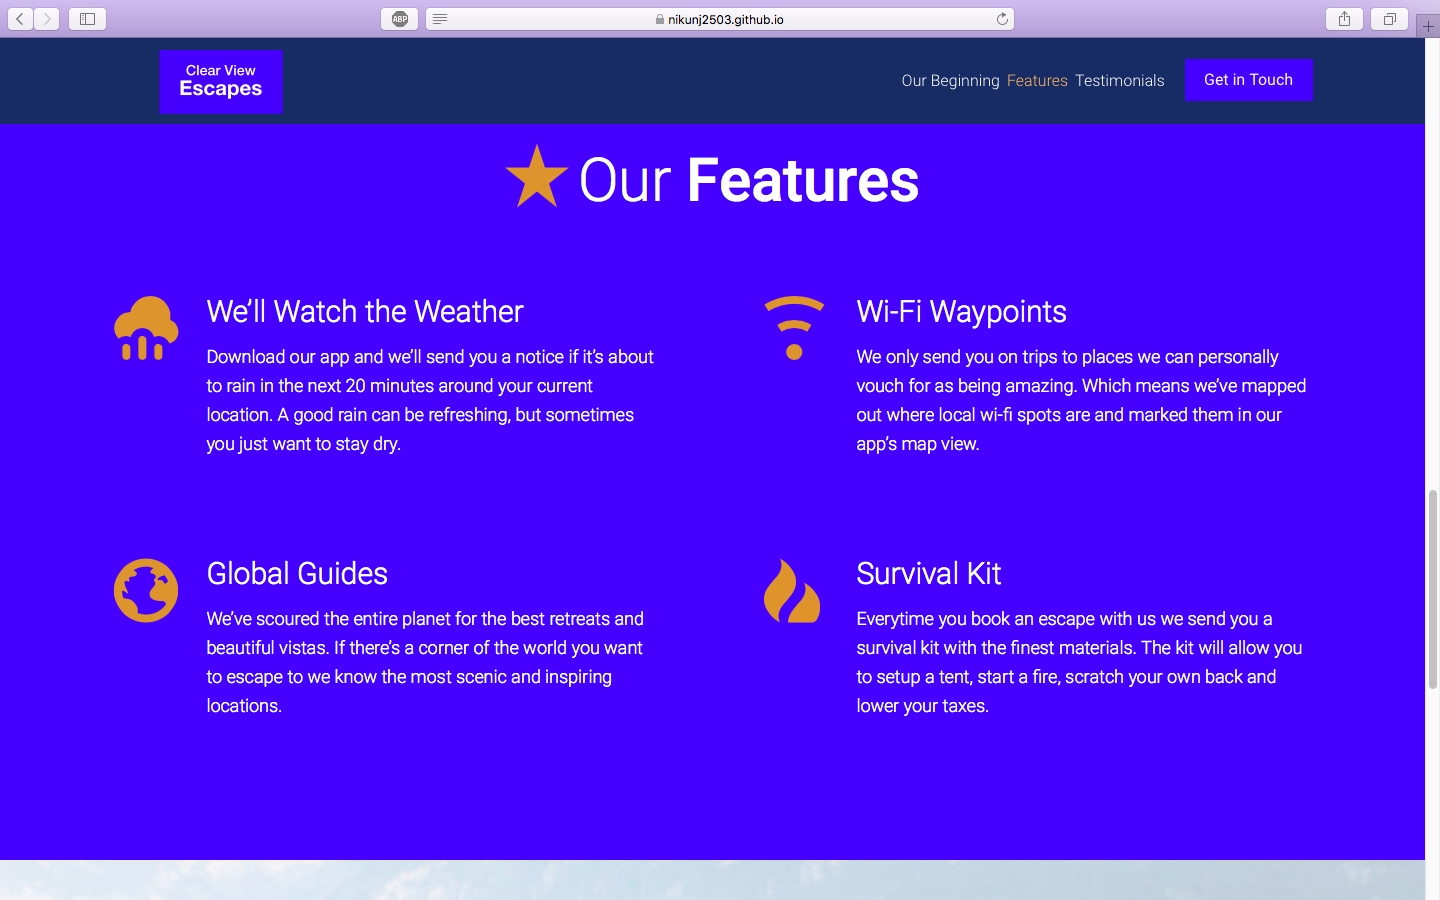 ABP
nikunj2503.github.io
Clear View
Escapes
Our Beginning Features Testimonials
Get in Touch
Our Features
We’ll Watch the Weather
Download our app and we’ll send you a notice if it’s about
to rain in the next 20 minutes around your current
location. A good rain can be refreshing, but sometimes
you just want to stay dry.
Wi-Fi Waypoints
We only send you on trips to places we can personally
vouch for as being amazing. Which means we’ve mapped
out where local wi-fi spots are and marked them in our
app’s map view.
Global Guides
We’ve scoured the entire planet for the best retreats and
beautiful vistas. If there’s a corner of the world you want
to escape to we know the most scenic and inspiring
locations.
Survival Kit
Everytime you book an escape with us we send you a
survival kit with the finest materials. The kit will allow you
to setup a tent, start a fire, scratch your own back and
lower your taxes.